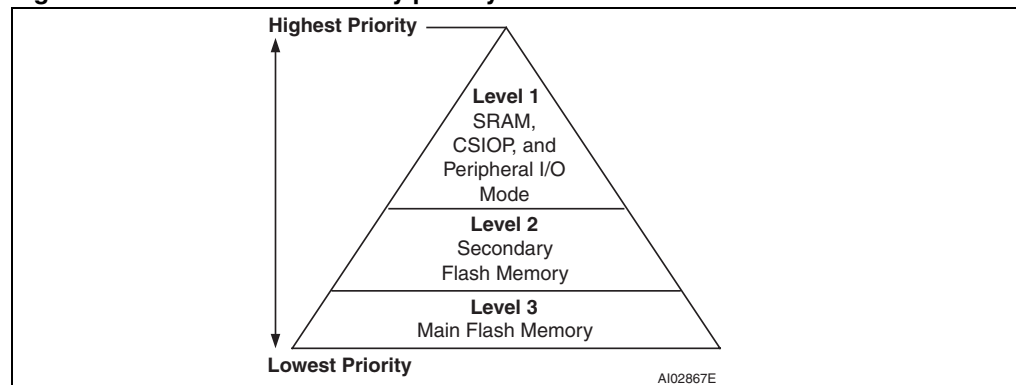 Highest Priority
Level 1
SRAM,
CSIOP, and
Peripheral I/O
Mode
Level 2
Secondary
Flash Memory
Level 3
Main Flash Memory
Lowest Priority
AI02867E